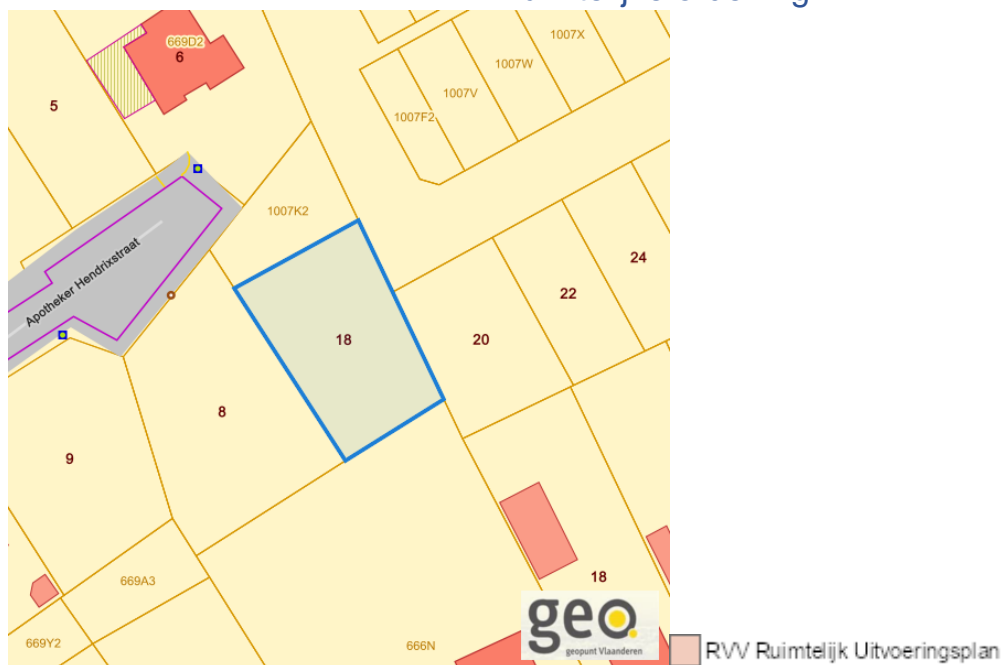 669D2
6
5
1007X
1007W
1007V
1007F2
1007K2
Apotheker Hendrixstraat
24
22
18
20
8
9
669A3
18
669Y2
666N
geo.
geopunt Vlaanderen
RVV Ruimtelijk Uitvoeringsplan